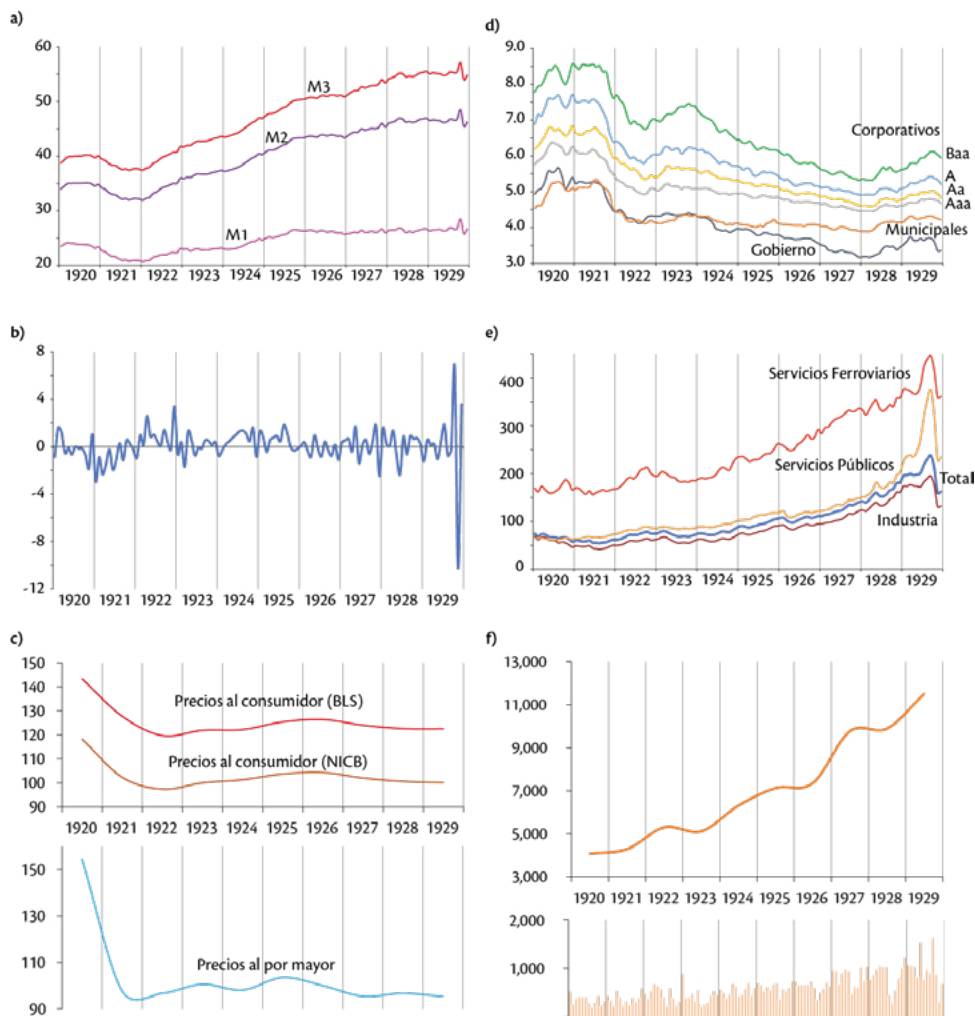 a)
60
50
40
30
20
M3
M2
M1
1920 1921 1922 1923 1924 1925 1926 1927 1928 1929
d)
9.0
8.0
7.0
6.0
5.0
4.0
3.0
Corporativos
Baa
A
Aa
Aaa
Municipales
Gobierno
1920 1921 1922 1923 1924 1925 1926 1927 1928 1929
b)
8
4
0
-4
-8
-12
1920 1921 1922 1923 1924 1925 1926 1927 1928 1929
e)
400
300
200
100
0
Servicios Ferroviarios
Servicios Públicos
Total
Industria
1920 1921 1922 1923 1924 1925 1926 1927 1928 1929
c)
150
140
130
120
110
100
90
Precios al consumidor (BLS)
Precios al consumidor (NICB)
1920 1921 1922 1923 1924 1925 1926 1927 1928 1929
150
130
110
90
Precios al por mayor
f)
13,000
11,000
9,000
7,000
5,000
3,000
1920 1921 1922 1923 1924 1925 1926 1927 1928 1929
2,000
1,000